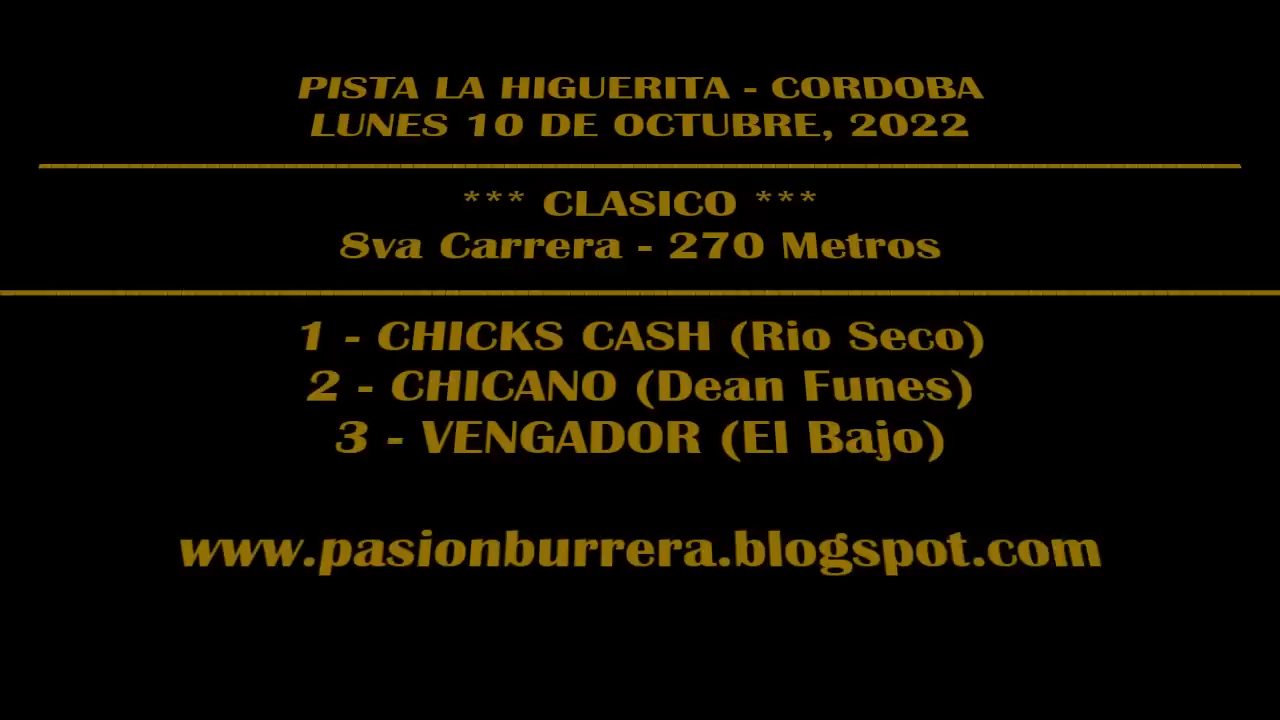 PISTA LA HIGUERITA - CORDOBA
LUNES 10 DE OCTUBRE, 2022
*** CLASICO ***
8va Carrera - 270 Metros
1 - CHICKS CASH (Rio Seco)
2 - CHICANO (Dean Funes)
3 - VENGADOR (El Bajo)
www.pasionburrera.blogspot.com